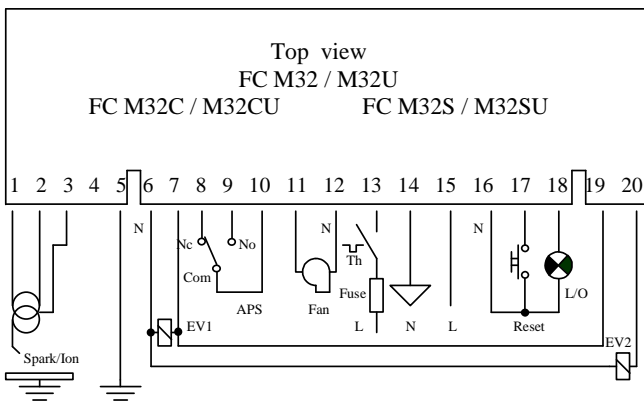 Top view
FC M32 / M32U
FC M32C / M32CU FC M32S / M32SU
1 2 3 4 5 6 7 8 9 10 11 12 13 14 15 16 17 18 19 20
N N N
Nc No
Th
Com
Fuse
L/O
APS Fan L N L Reset
EV1
EV2
Spark/Ion